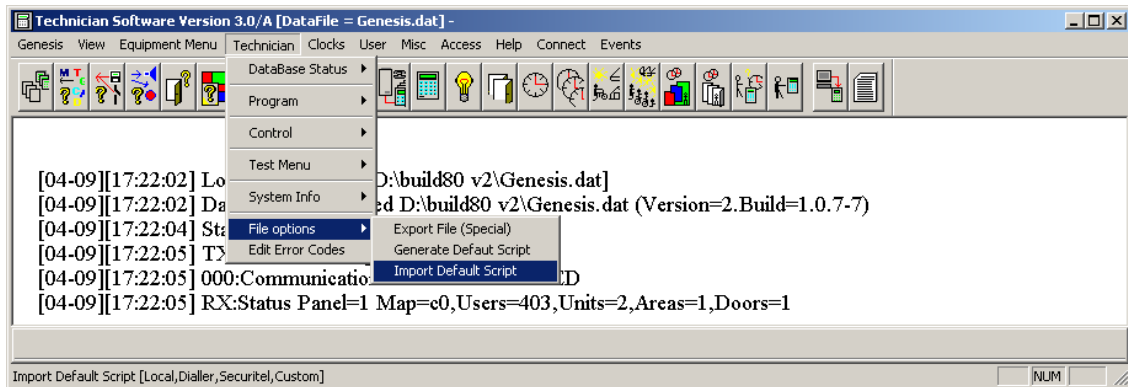 Technician Software Version 3.0/A [DataFile = Genesis.dat] -
Genesis View Equipment Menu Technician Clocks User Misc Access Help Connect Events
DataBase Status
Program
Control
Test Menu
System Info
File options
Edit Error Codes
Export File (Special)
Generate Defaut Script
Import Default Script
[04-09][17:22:02] Lo D:\build80 v2\Genesis.dat]
[04-09][17:22:02] Da ed D:\build80 v2\Genesis.dat (Version=2.Build=1.0.7-7)
[04-09][17:22:04] Sta
[04-09][17:22:05] TX
[04-09][17:22:05] 000:Communicatio ED
[04-09][17:22:05] RX:Status Panel=1 Map=c0,Users=403,Units=2,Areas=1,Doors=1
Import Default Script [Local,Dialler,Securitel,Custom] NUM